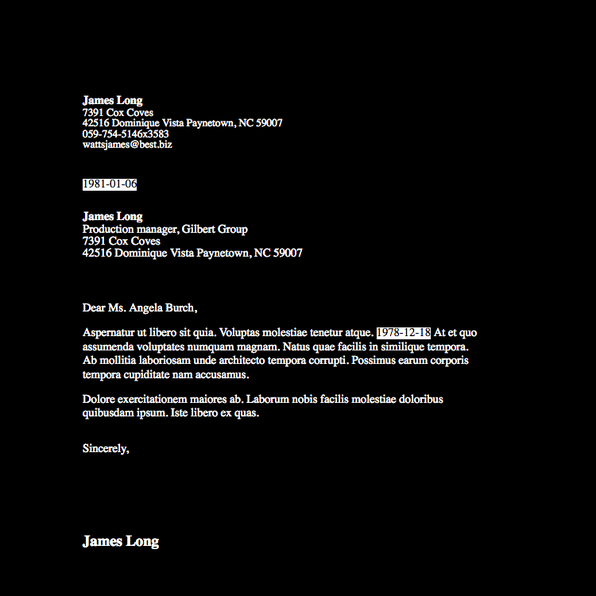 James Long
7391 Cox Coves
42516 Dominique Vista Paynetown, NC 59007
059-754-5146x3583
wattsjames@best.biz
1981-01-06
James Long
Production manager, Gilbert Group
7391 Cox Coves
42516 Dominique Vista Paynetown, NC 59007
Dear Ms. Angela Burch,
Aspernatur ut libero sit quia. Voluptas molestiae tenetur atque. 1978-12-18 At et quo
assumenda voluptates numquam magnam. Natus quae facilis in similique tempora.
Ab mollitia laboriosam unde architecto tempora corrupti. Possimus earum corporis
tempora cupiditate nam accusamus.
Dolore exercitationem maiores ab. Laborum nobis facilis molestiae doloribus
quibusdam ipsum. Iste libero ex quas.
Sincerely,
James Long